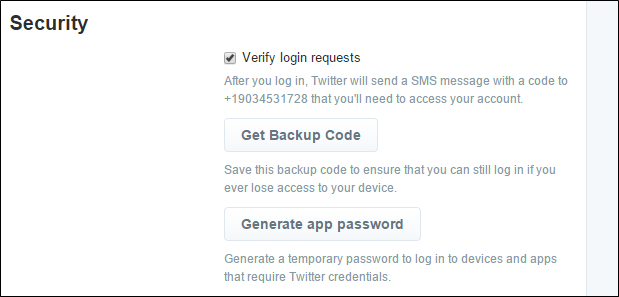 Security
Verify login requests
After you log in, Twitter will send a SMS message with a code to
+19034531728 that you'll need to access your account.
Get Backup Code
Save this backup code to ensure that you can still log in if you
ever lose access to your device.
Generate app password
Generate a temporary password to log in to devices and apps
that require Twitter credentials.